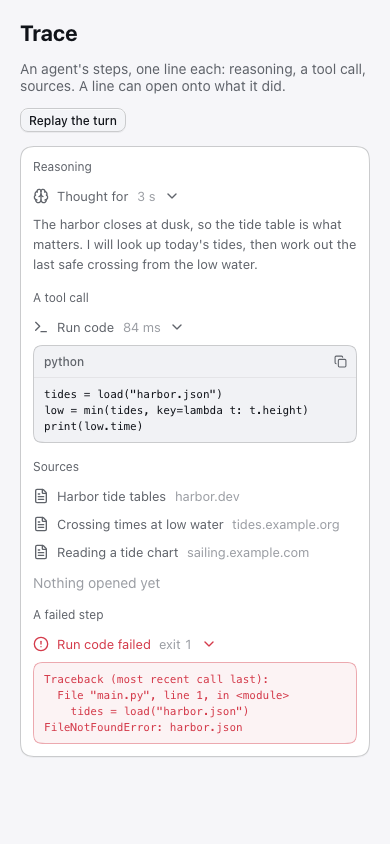 Trace
An agent's steps, one line each: reasoning, a tool call,
sources. A line can open onto what it did.
Replay the turn
Reasoning
Thought for 3 s
The harbor closes at dusk, so the tide table is what
matters. I will look up today's tides, then work out the
last safe crossing from the low water.
A tool call
Run code 84 ms
python
tides = load("harbor.json")
low = min(tides, key=lambda t: t.height)
print(low.time)
Sources
Harbor tide tables harbor.dev
Crossing times at low water tides.example.org
Reading a tide chart sailing.example.com
Nothing opened yet
A failed step
Run code failed exit 1
Traceback (most recent call last):
  File "main.py", line 1, in <module>
    tides = load("harbor.json")
FileNotFoundError: harbor.json